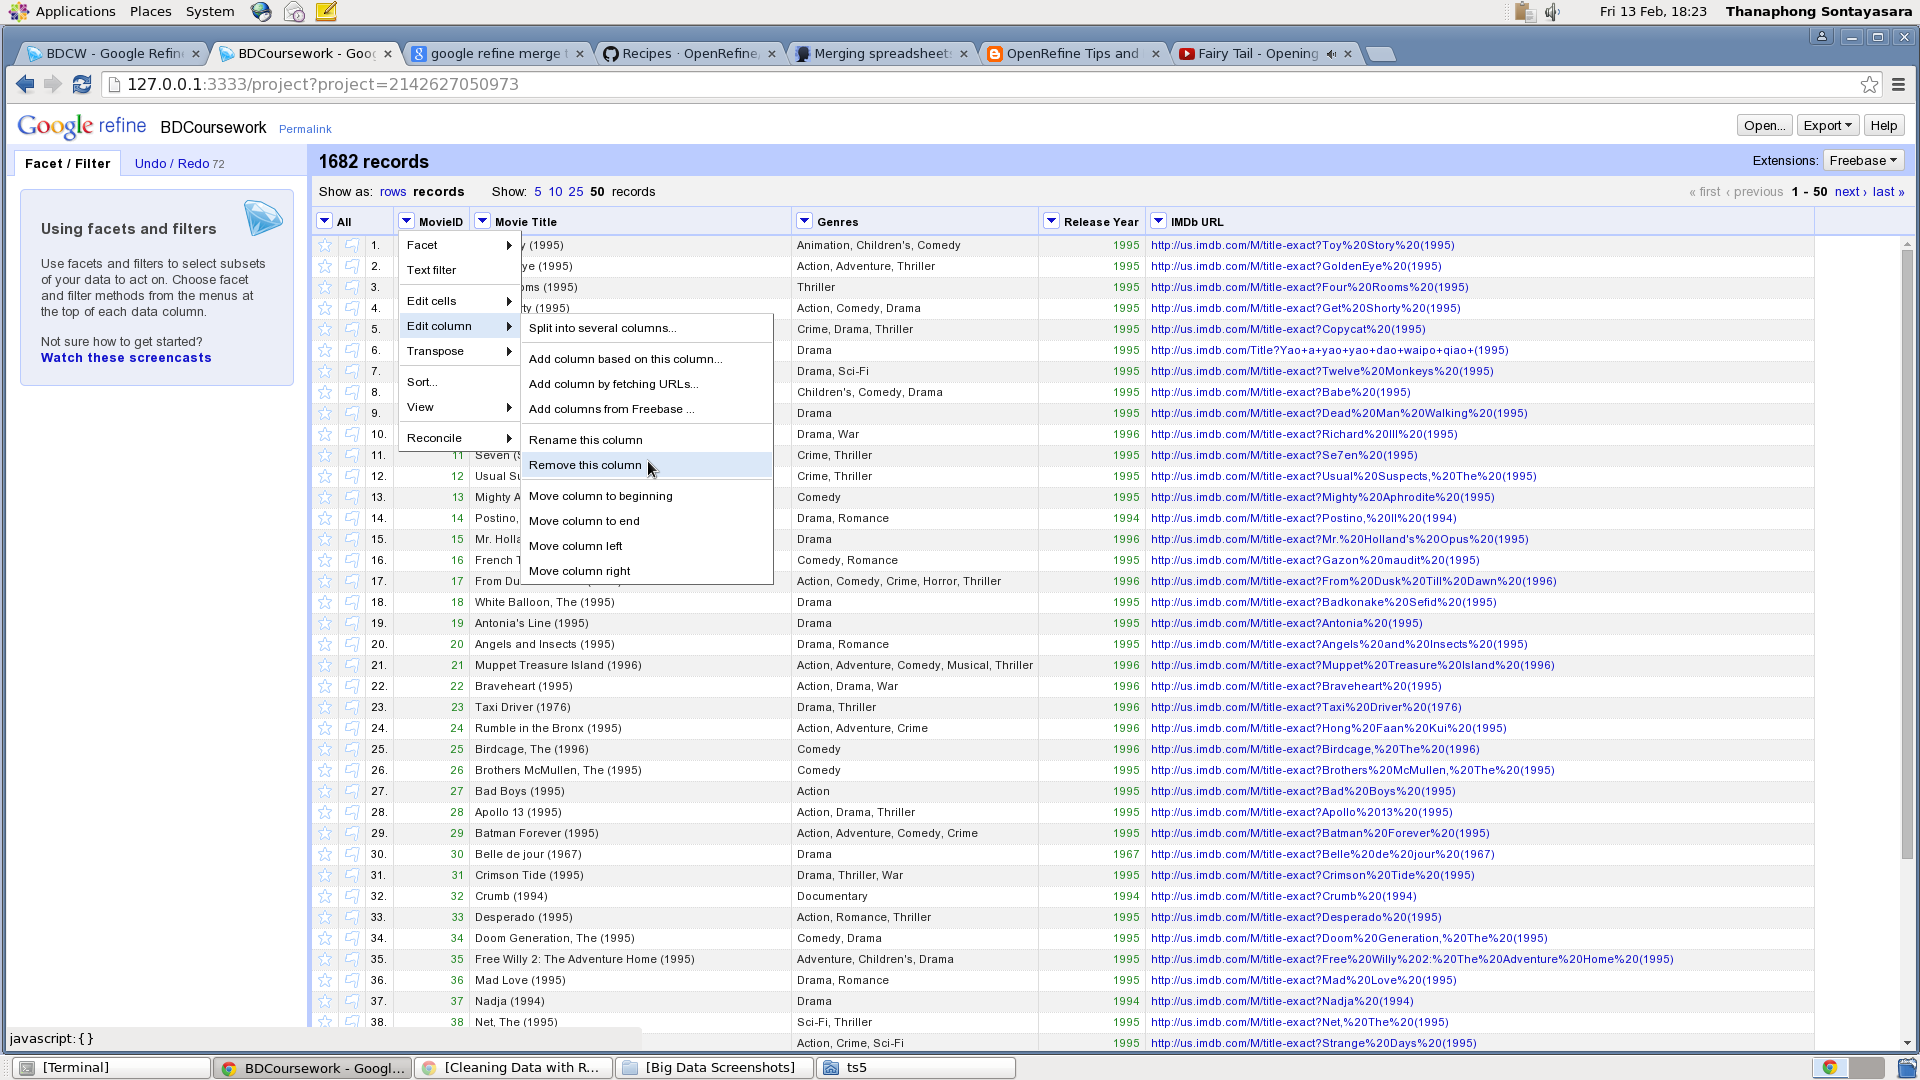 Applications Places System Fri 13 Feb, 18:23 Thanaphong Sontayasara
BDCW - Google Refin BDCoursework - Goog google refine merge t Recipes · OpenRefine, Merging spreadsheets OpenRefine Tips and Fairy Tail - Opening
127.0.0.1:3333/project?project=2142627050973
Google refine BDCoursework Permalink Open... Export Help
Facet / Filter Undo / Redo 72 1682 records Extensions: Freebase
Show as: rows records Show: 5 10 25 50 records « first ‹ previous 1 - 50 next › last »
Using facets and filters
Use facets and filters to select subsets
of your data to act on. Choose facet
and filter methods from the menus at
the top of each data column.
Not sure how to get started?
Watch these screencasts
All MovieID Movie Title Genres Release Year IMDb URL
Facet
Text filter
Edit cells
Edit column
Transpose
Sort...
View
Reconcile
Split into several columns...
Add column based on this column...
Add column by fetching URLs...
Add columns from Freebase ...
Rename this column
Remove this column
Move column to beginning
Move column to end
Move column left
Move column right
1. y (1995) Animation, Children's, Comedy 1995 http://us.imdb.com/M/title-exact?Toy%20Story%20(1995)
2. ye (1995) Action, Adventure, Thriller 1995 http://us.imdb.com/M/title-exact?GoldenEye%20(1995)
3. oms (1995) Thriller 1995 http://us.imdb.com/M/title-exact?Four%20Rooms%20(1995)
4. ty (1995) Action, Comedy, Drama 1995 http://us.imdb.com/M/title-exact?Get%20Shorty%20(1995)
5. Crime, Drama, Thriller 1995 http://us.imdb.com/M/title-exact?Copycat%20(1995)
6. Drama 1995 http://us.imdb.com/Title?Yao+a+yao+yao+dao+waipo+qiao+(1995)
7. Drama, Sci-Fi 1995 http://us.imdb.com/M/title-exact?Twelve%20Monkeys%20(1995)
8. Children's, Comedy, Drama 1995 http://us.imdb.com/M/title-exact?Babe%20(1995)
9. Drama 1995 http://us.imdb.com/M/title-exact?Dead%20Man%20Walking%20(1995)
10. Drama, War 1996 http://us.imdb.com/M/title-exact?Richard%20III%20(1995)
11. 11 Seven (S Crime, Thriller 1995 http://us.imdb.com/M/title-exact?Se7en%20(1995)
12. 12 Usual Su Crime, Thriller 1995 http://us.imdb.com/M/title-exact?Usual%20Suspects,%20The%20(1995)
13. 13 Mighty A Comedy 1995 http://us.imdb.com/M/title-exact?Mighty%20Aphrodite%20(1995)
14. 14 Postino, Drama, Romance 1994 http://us.imdb.com/M/title-exact?Postino,%20Il%20(1994)
15. 15 Mr. Holla Drama 1996 http://us.imdb.com/M/title-exact?Mr.%20Holland's%20Opus%20(1995)
16. 16 French T Comedy, Romance 1995 http://us.imdb.com/M/title-exact?Gazon%20maudit%20(1995)
17. 17 From Du Action, Comedy, Crime, Horror, Thriller 1996 http://us.imdb.com/M/title-exact?From%20Dusk%20Till%20Dawn%20(1996)
18. 18 White Balloon, The (1995) Drama 1995 http://us.imdb.com/M/title-exact?Badkonake%20Sefid%20(1995)
19. 19 Antonia's Line (1995) Drama 1995 http://us.imdb.com/M/title-exact?Antonia%20(1995)
20. 20 Angels and Insects (1995) Drama, Romance 1995 http://us.imdb.com/M/title-exact?Angels%20and%20Insects%20(1995)
21. 21 Muppet Treasure Island (1996) Action, Adventure, Comedy, Musical, Thriller 1996 http://us.imdb.com/M/title-exact?Muppet%20Treasure%20Island%20(1996)
22. 22 Braveheart (1995) Action, Drama, War 1996 http://us.imdb.com/M/title-exact?Braveheart%20(1995)
23. 23 Taxi Driver (1976) Drama, Thriller 1996 http://us.imdb.com/M/title-exact?Taxi%20Driver%20(1976)
24. 24 Rumble in the Bronx (1995) Action, Adventure, Crime 1996 http://us.imdb.com/M/title-exact?Hong%20Faan%20Kui%20(1995)
25. 25 Birdcage, The (1996) Comedy 1996 http://us.imdb.com/M/title-exact?Birdcage,%20The%20(1996)
26. 26 Brothers McMullen, The (1995) Comedy 1995 http://us.imdb.com/M/title-exact?Brothers%20McMullen,%20The%20(1995)
27. 27 Bad Boys (1995) Action 1995 http://us.imdb.com/M/title-exact?Bad%20Boys%20(1995)
28. 28 Apollo 13 (1995) Action, Drama, Thriller 1995 http://us.imdb.com/M/title-exact?Apollo%2013%20(1995)
29. 29 Batman Forever (1995) Action, Adventure, Comedy, Crime 1995 http://us.imdb.com/M/title-exact?Batman%20Forever%20(1995)
30. 30 Belle de jour (1967) Drama 1967 http://us.imdb.com/M/title-exact?Belle%20de%20jour%20(1967)
31. 31 Crimson Tide (1995) Drama, Thriller, War 1995 http://us.imdb.com/M/title-exact?Crimson%20Tide%20(1995)
32. 32 Crumb (1994) Documentary 1994 http://us.imdb.com/M/title-exact?Crumb%20(1994)
33. 33 Desperado (1995) Action, Romance, Thriller 1995 http://us.imdb.com/M/title-exact?Desperado%20(1995)
34. 34 Doom Generation, The (1995) Comedy, Drama 1995 http://us.imdb.com/M/title-exact?Doom%20Generation,%20The%20(1995)
35. 35 Free Willy 2: The Adventure Home (1995) Adventure, Children's, Drama 1995 http://us.imdb.com/M/title-exact?Free%20Willy%202:%20The%20Adventure%20Home%20(1995)
36. 36 Mad Love (1995) Drama, Romance 1995 http://us.imdb.com/M/title-exact?Mad%20Love%20(1995)
37. 37 Nadja (1994) Drama 1994 http://us.imdb.com/M/title-exact?Nadja%20(1994)
38. 38 Net, The (1995) Sci-Fi, Thriller 1995 http://us.imdb.com/M/title-exact?Net,%20The%20(1995)
Action, Crime, Sci-Fi 1995 http://us.imdb.com/M/title-exact?Strange%20Days%20(1995)
javascript:{}
[Terminal] BDCoursework - Googl... [Cleaning Data with R... [Big Data Screenshots] ts5